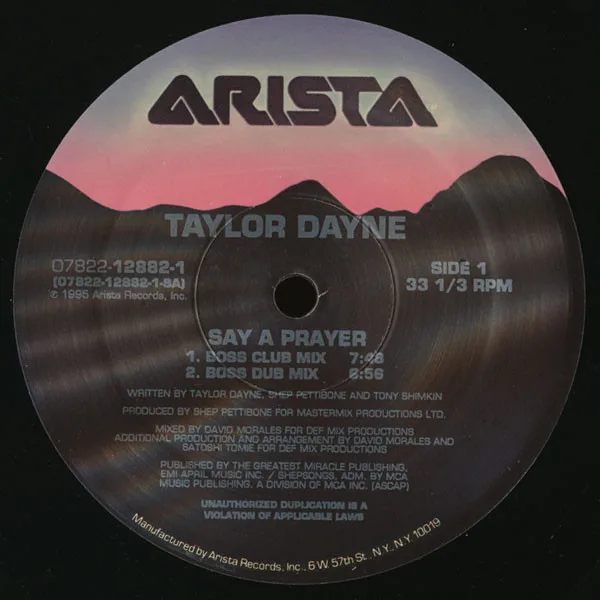 ARISTA
TAYLOR DAYNE
07822-12882-1
(07822-12882-1-SA)
℗ 1995 Arista Records, Inc.
SIDE 1
33 1/3 RPM
SAY A PRAYER
1. BOSS CLUB MIX 7:48
2. BOSS DUB MIX 8:56
WRITTEN BY TAYLOR DAYNE, SHEP PETTIBONE AND TONY SHIMKIN
PRODUCED BY SHEP PETTIBONE FOR MASTERMIX PRODUCTIONS LTD.
MIXED BY DAVID MORALES FOR DEF MIX PRODUCTIONS
ADDITIONAL PRODUCTION AND ARRANGEMENT BY DAVID MORALES AND
SATOSHI TOMIE FOR DEF MIX PRODUCTIONS
PUBLISHED BY THE GREATEST MIRACLE PUBLISHING,
EMI APRIL MUSIC INC. / SHEPSONGS, ADM. BY MCA
MUSIC PUBLISHING, A DIVISION OF MCA INC. (ASCAP)
UNAUTHORIZED DUPLICATION IS A
VIOLATION OF APPLICABLE LAWS
Manufactured by Arista Records, Inc., 6 W. 57th St., N.Y., N.Y. 10019